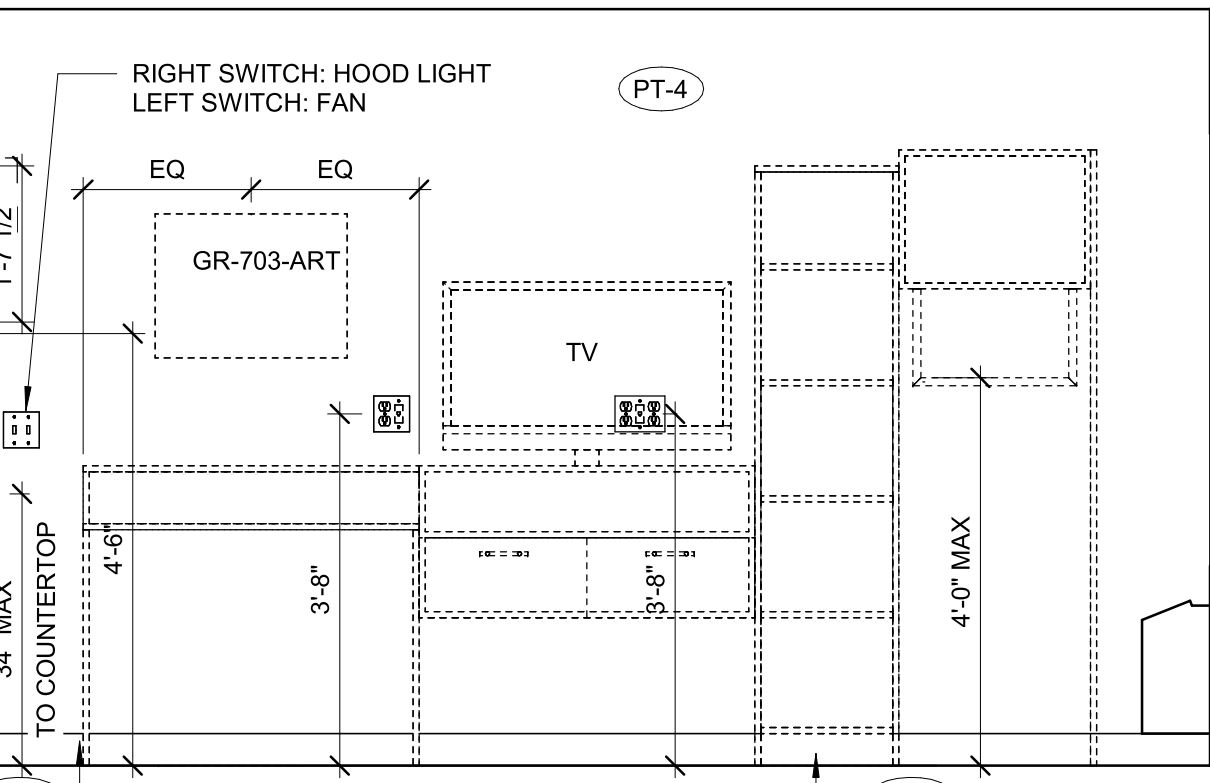 RIGHT SWITCH: HOOD LIGHT
LEFT SWITCH: FAN
PT-4
EQ
EQ
GR-703-ART
TV
4'-6"
3'-8"
3'-8"
4'-0" MAX
MAX
TO COUNTERTOP